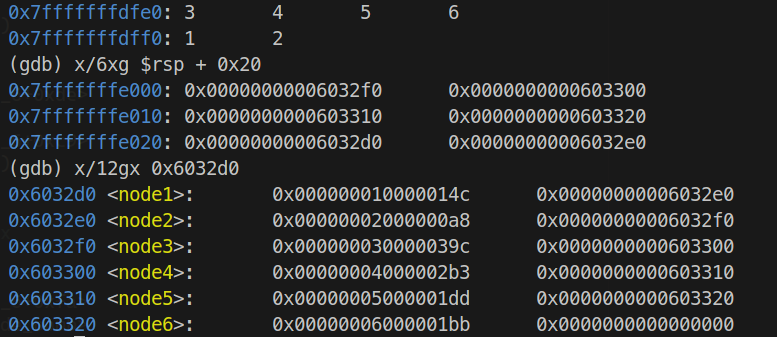 0x7fffffffdfe0: 3 4 5 6
0x7fffffffdff0: 1 2
(gdb) x/6xg $rsp + 0x20
0x7fffffffe000: 0x00000000006032f0 0x0000000000603300
0x7fffffffe010: 0x0000000000603310 0x0000000000603320
0x7fffffffe020: 0x00000000006032d0 0x00000000006032e0
(gdb) x/12gx 0x6032d0
0x6032d0 <node1>: 0x000000010000014c 0x00000000006032e0
0x6032e0 <node2>: 0x00000002000000a8 0x00000000006032f0
0x6032f0 <node3>: 0x000000030000039c 0x0000000000603300
0x603300 <node4>: 0x00000004000002b3 0x0000000000603310
0x603310 <node5>: 0x00000005000001dd 0x0000000000603320
0x603320 <node6>: 0x00000006000001bb 0x0000000000000000